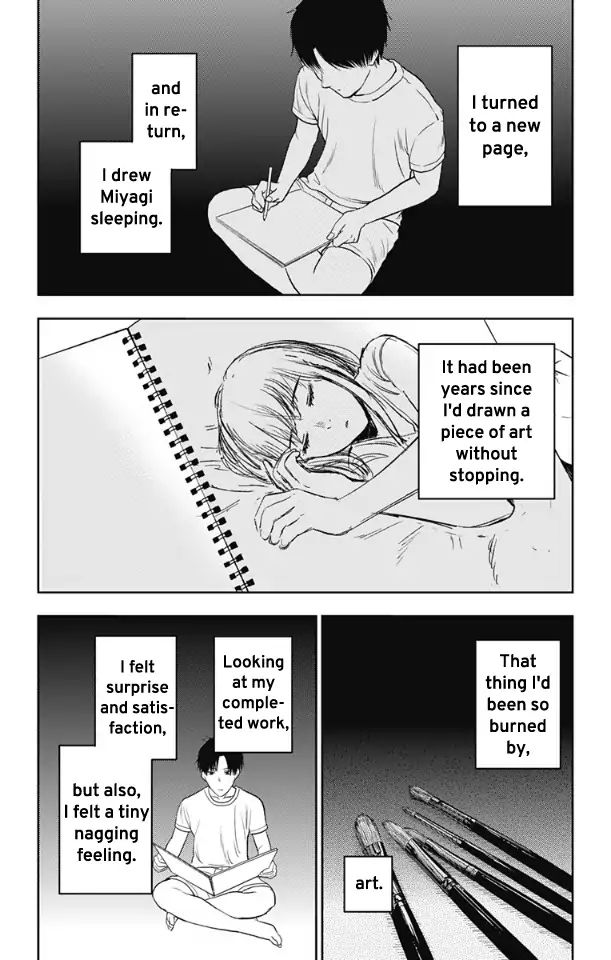 I turned
to a new
page,
and
in re-
turn,
I drew
Miyagi
sleeping.
It had been
years since
I'd drawn a
piece of art
without
stopping.
That
thing I'd
been so
burned
by,
art.
Looking
at my
comple-
ted work,
I felt
surprise
and satis-
faction,
but also,
I felt a tiny
nagging
feeling.